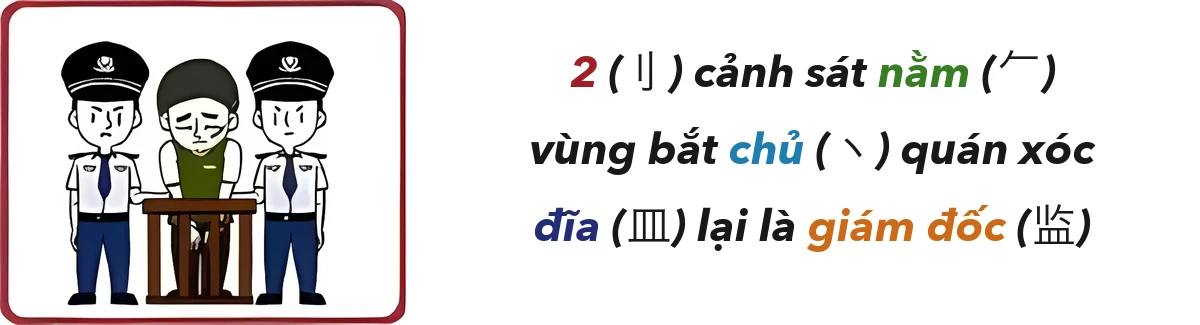 2 (刂) cảnh sát nằm (𠂉)
vùng bắt chủ (丶) quán xóc
đĩa (皿) lại là giám đốc (监)